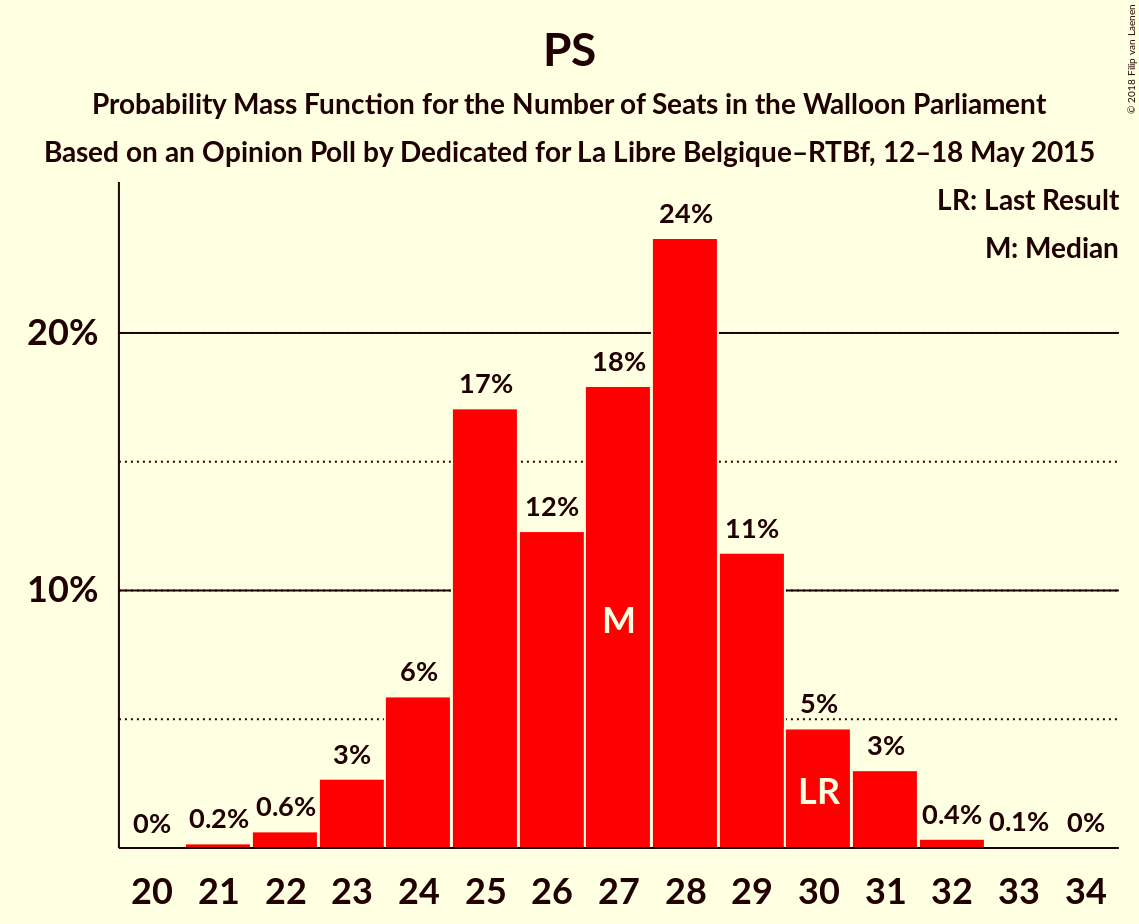 PS
Probability Mass Function for the Number of Seats in the Walloon Parliament
Based on an Opinion Poll by Dedicated for La Libre Belgique–RTBf, 12–18 May 2015
© 2018 Filip van Laenen
LR: Last Result
M: Median
20%
10%
0% 0.2% 0.6% 3% 6% 17% 12% 18% 24% 11% 5% 3% 0.4% 0.1% 0%
M
LR
20 21 22 23 24 25 26 27 28 29 30 31 32 33 34